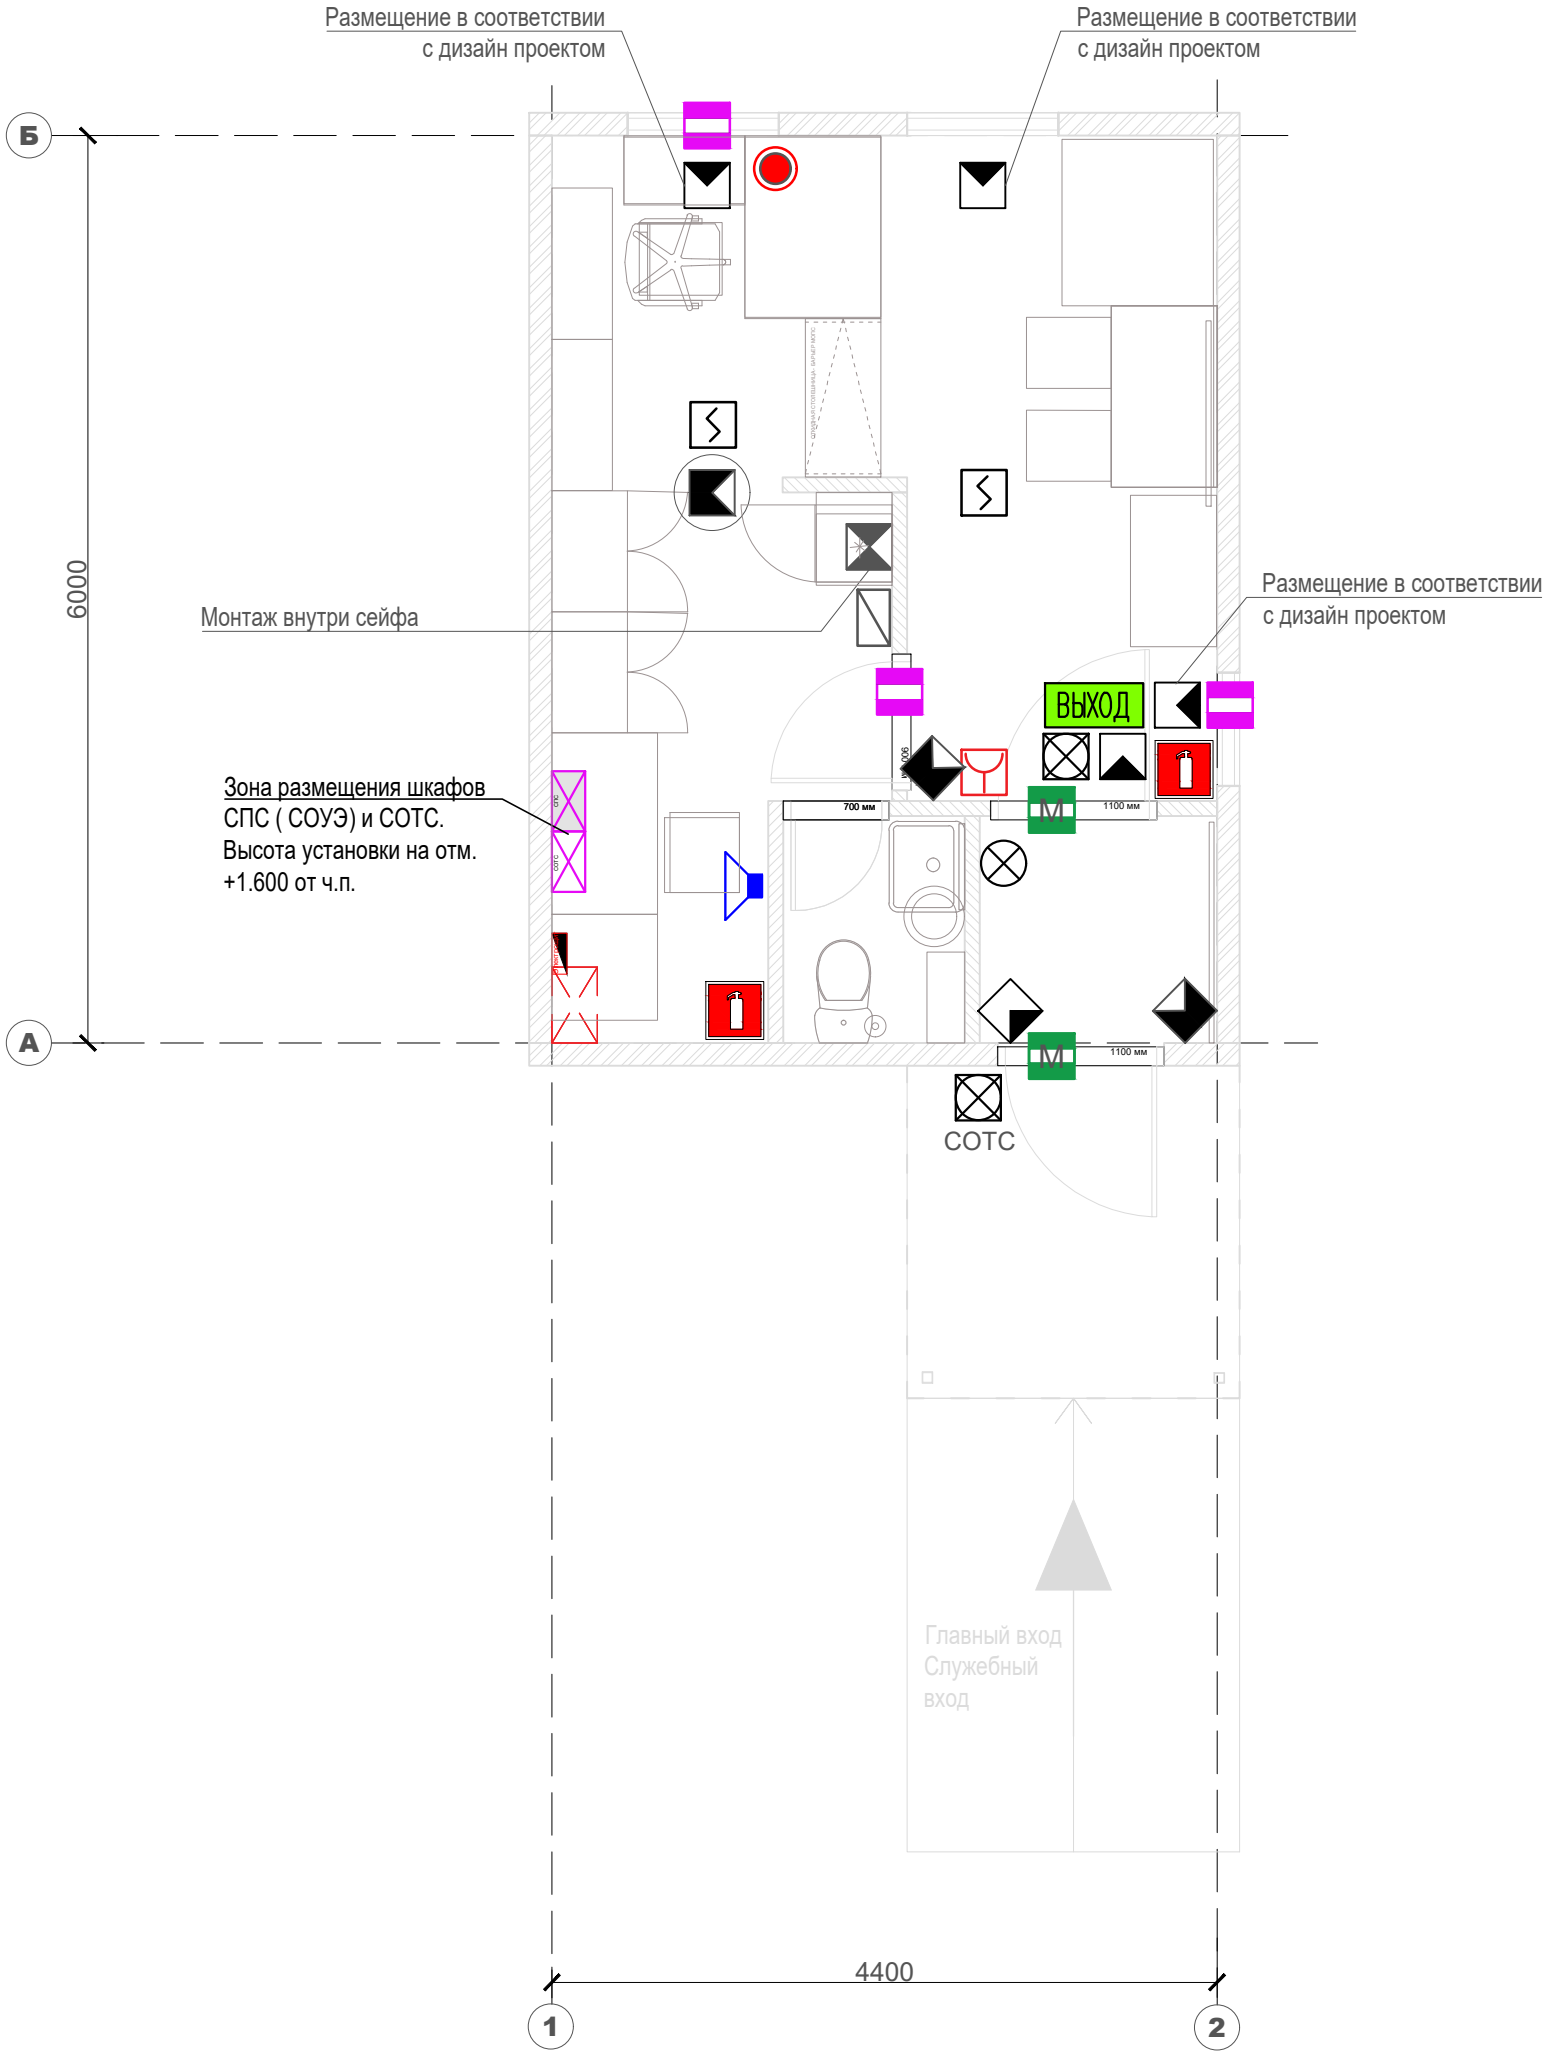 Размещение в соответствии
с дизайн проектом
Размещение в соответствии
с дизайн проектом
Б
6000
Размещение в соответствии
с дизайн проектом
Монтаж внутри сейфа
ВЫХОД
Зона размещения шкафов
СПС ( СОУЭ) и СОТС.
Высота установки на отм.
+1.600 от ч.п.
СПС
СОТС
700 мм
М
1100 мм
А
М
1100 мм
СОТС
Главный вход
Служебный
вход
4400
1
2